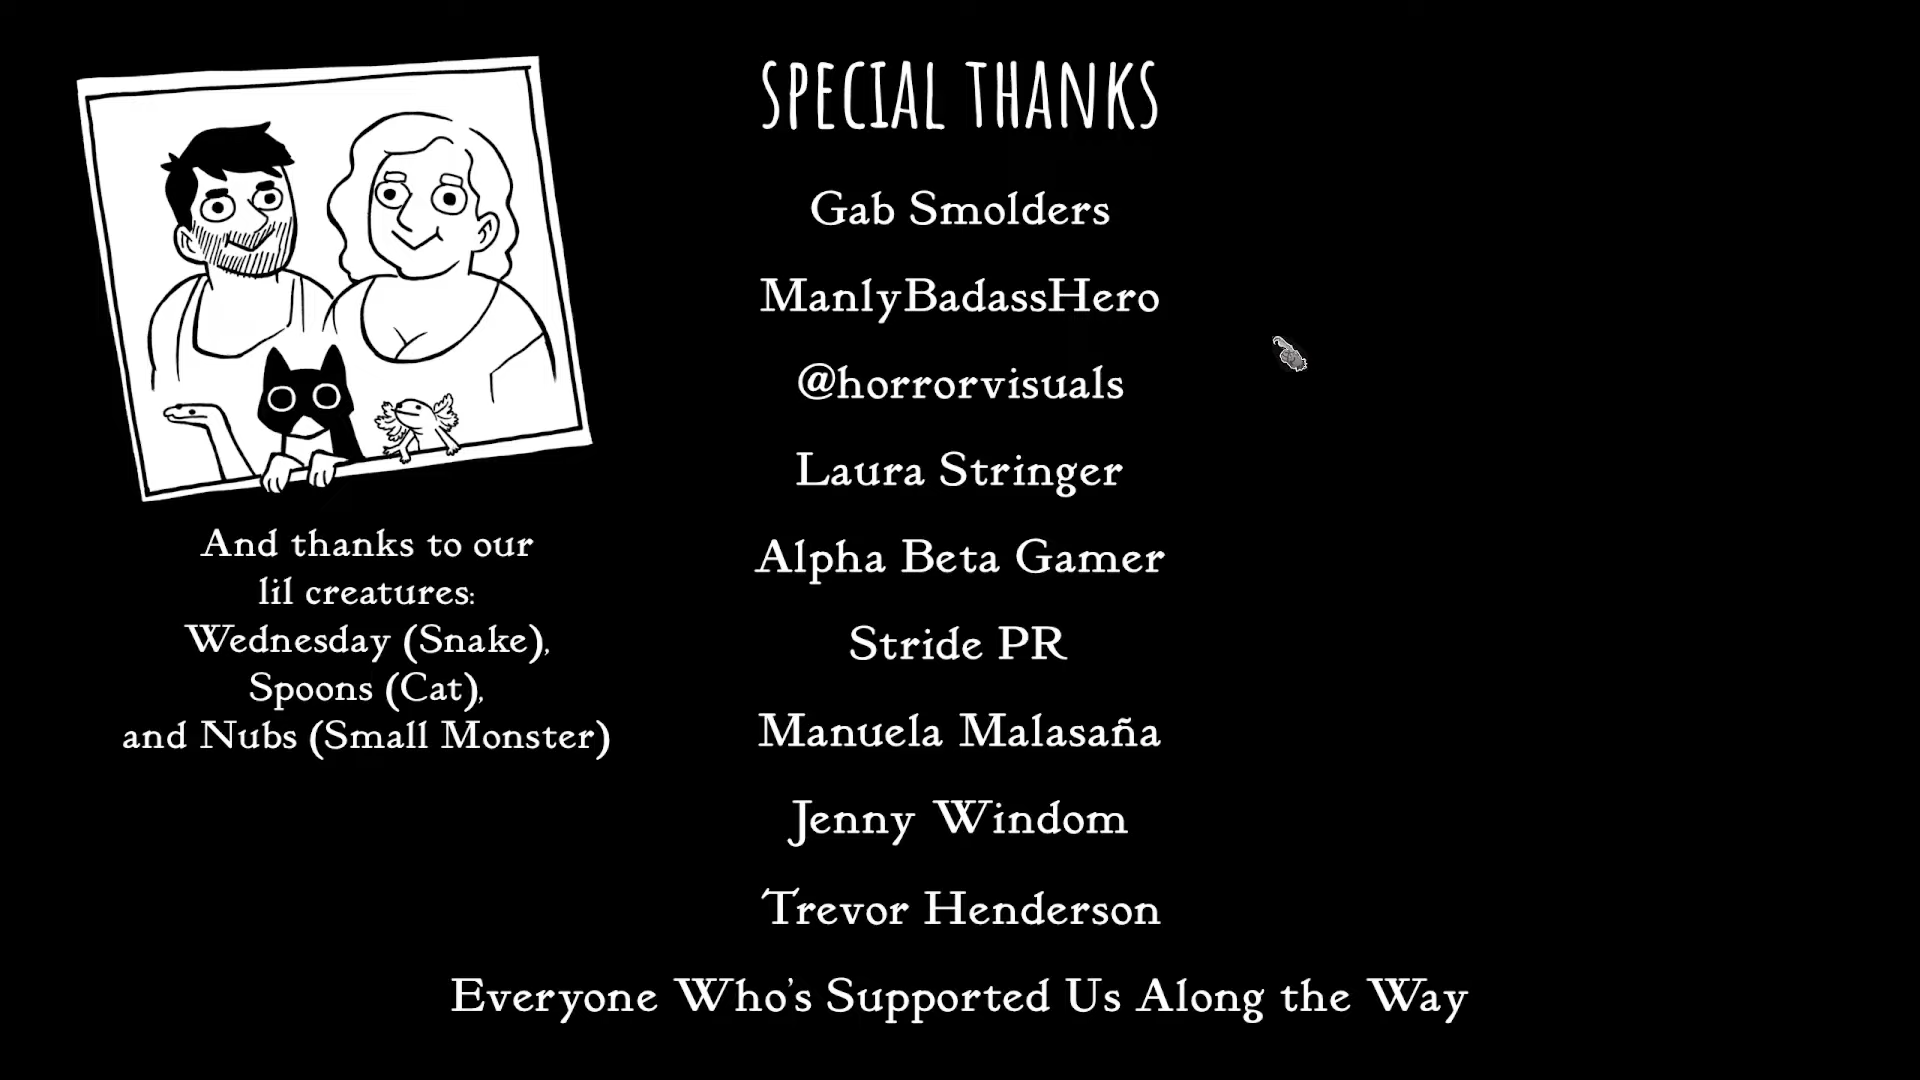 SPECIAL THANKS
Gab Smolders
ManlyBadassHero
@horrorvisuals
Laura Stringer
Alpha Beta Gamer
Stride PR
Manuela Malasaña
Jenny Windom
Trevor Henderson
Everyone Who's Supported Us Along the Way
And thanks to our
lil creatures:
Wednesday (Snake),
Spoons (Cat),
and Nubs (Small Monster)